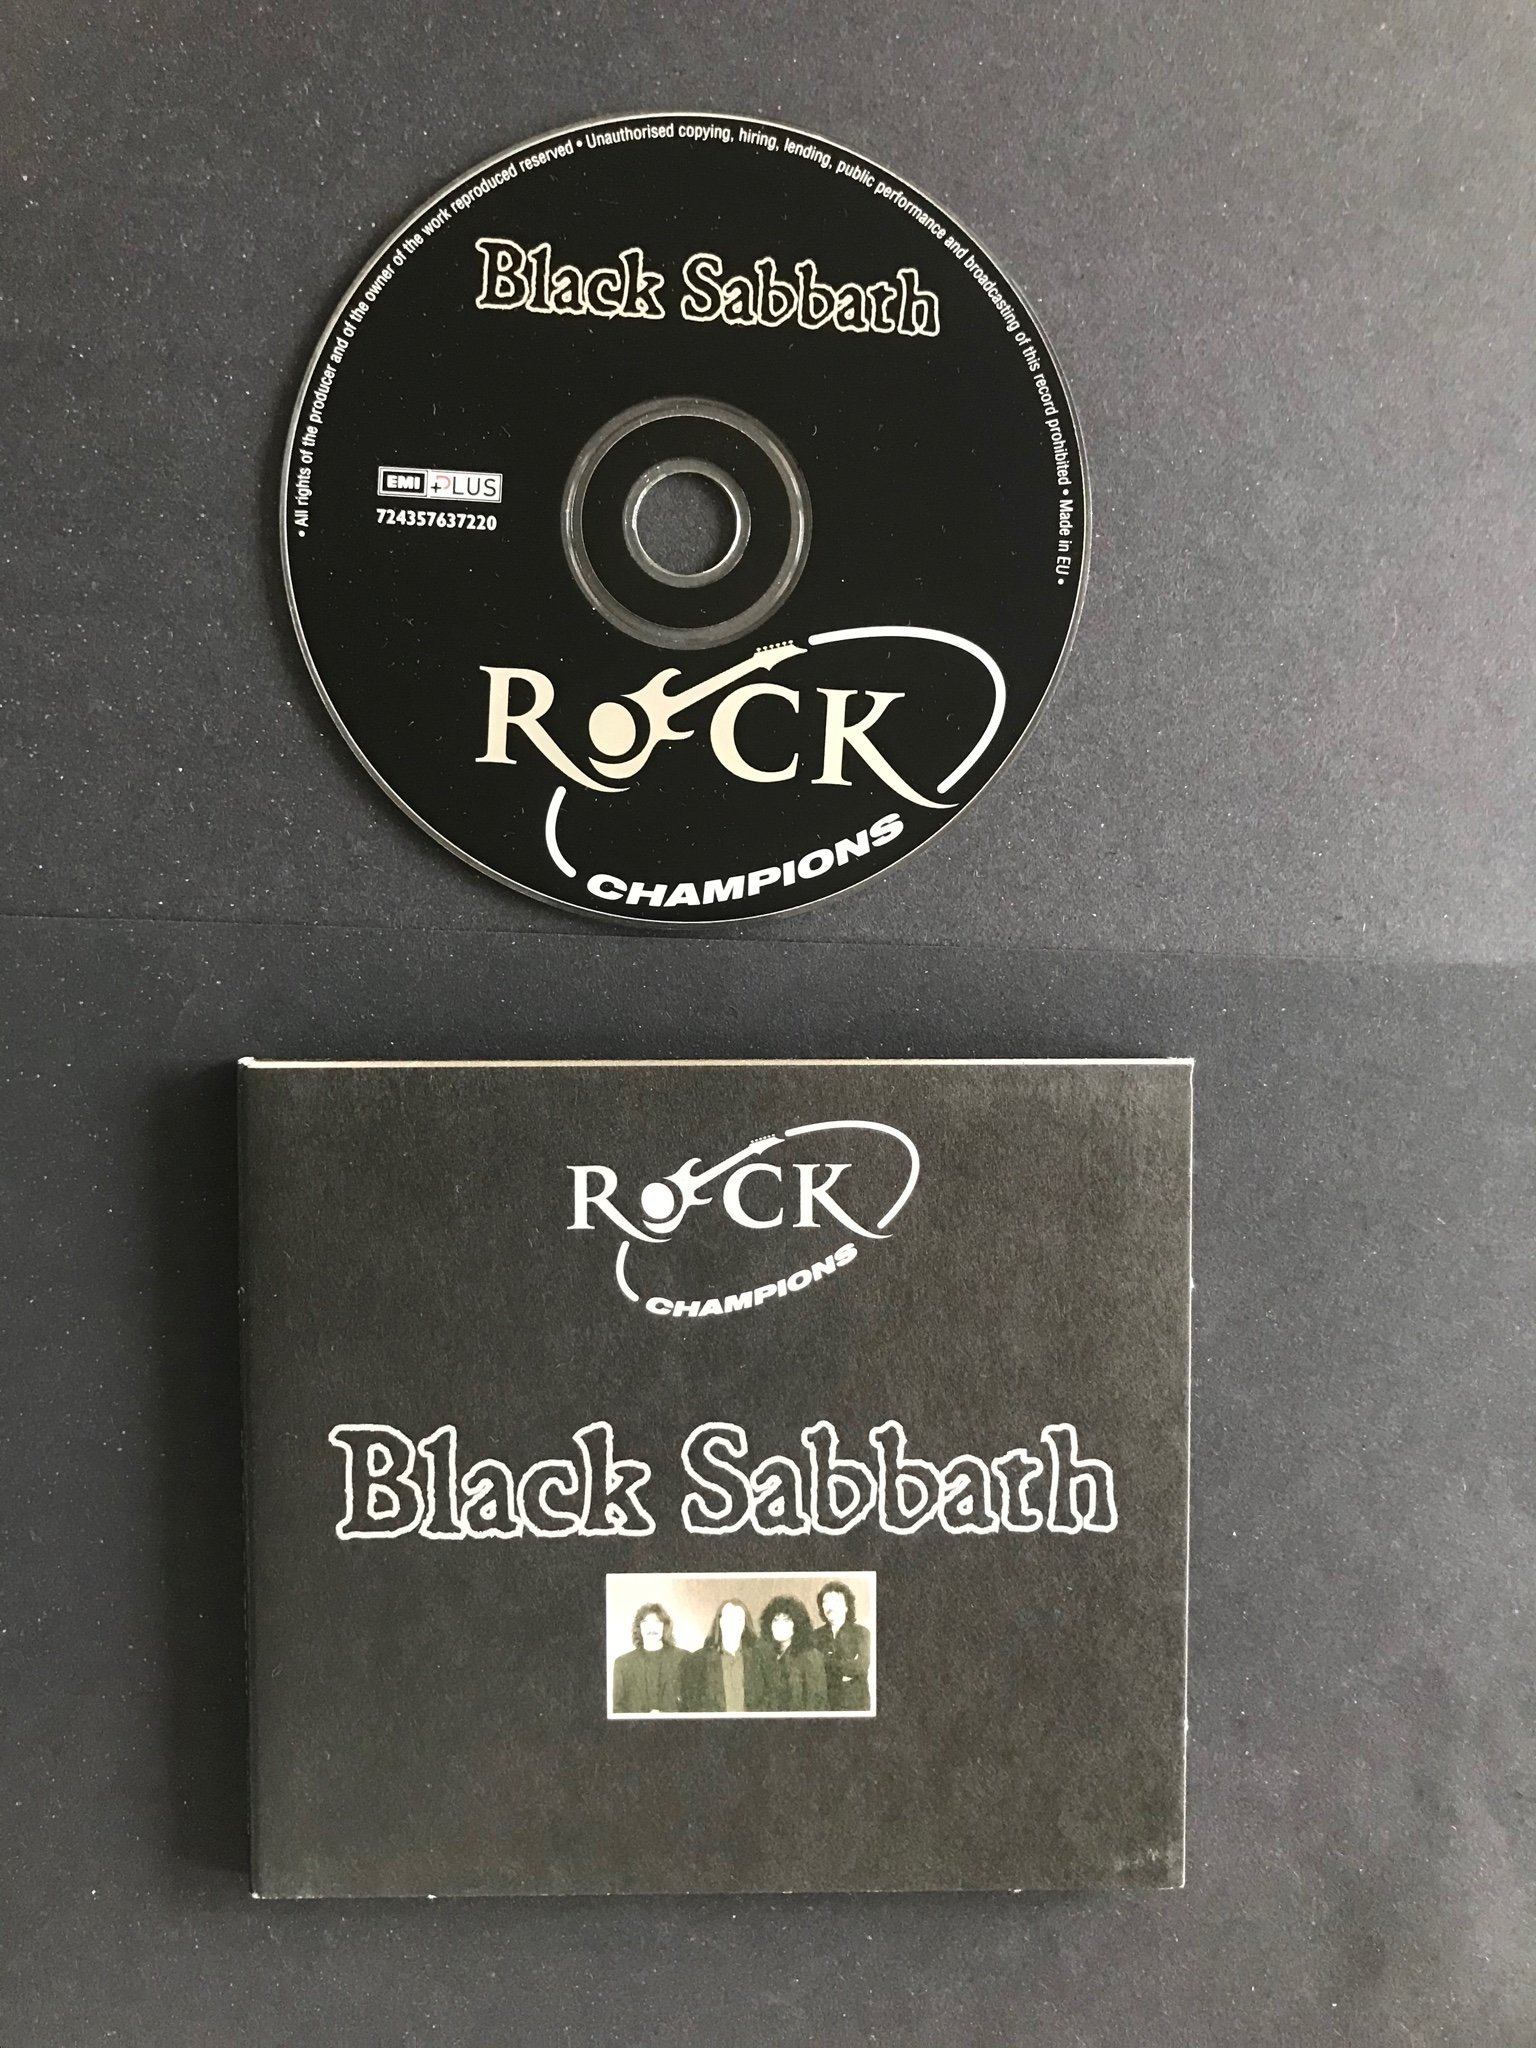 • All rights of the producer and of the owner of the work reproduced reserved • Unauthorised copying, hiring, lending, public performance and broadcasting of this record prohibited • Made in EU •
Black Sabbath
EMI PLUS
724357637220
ROCK
CHAMPIONS
ROCK
CHAMPIONS
Black Sabbath